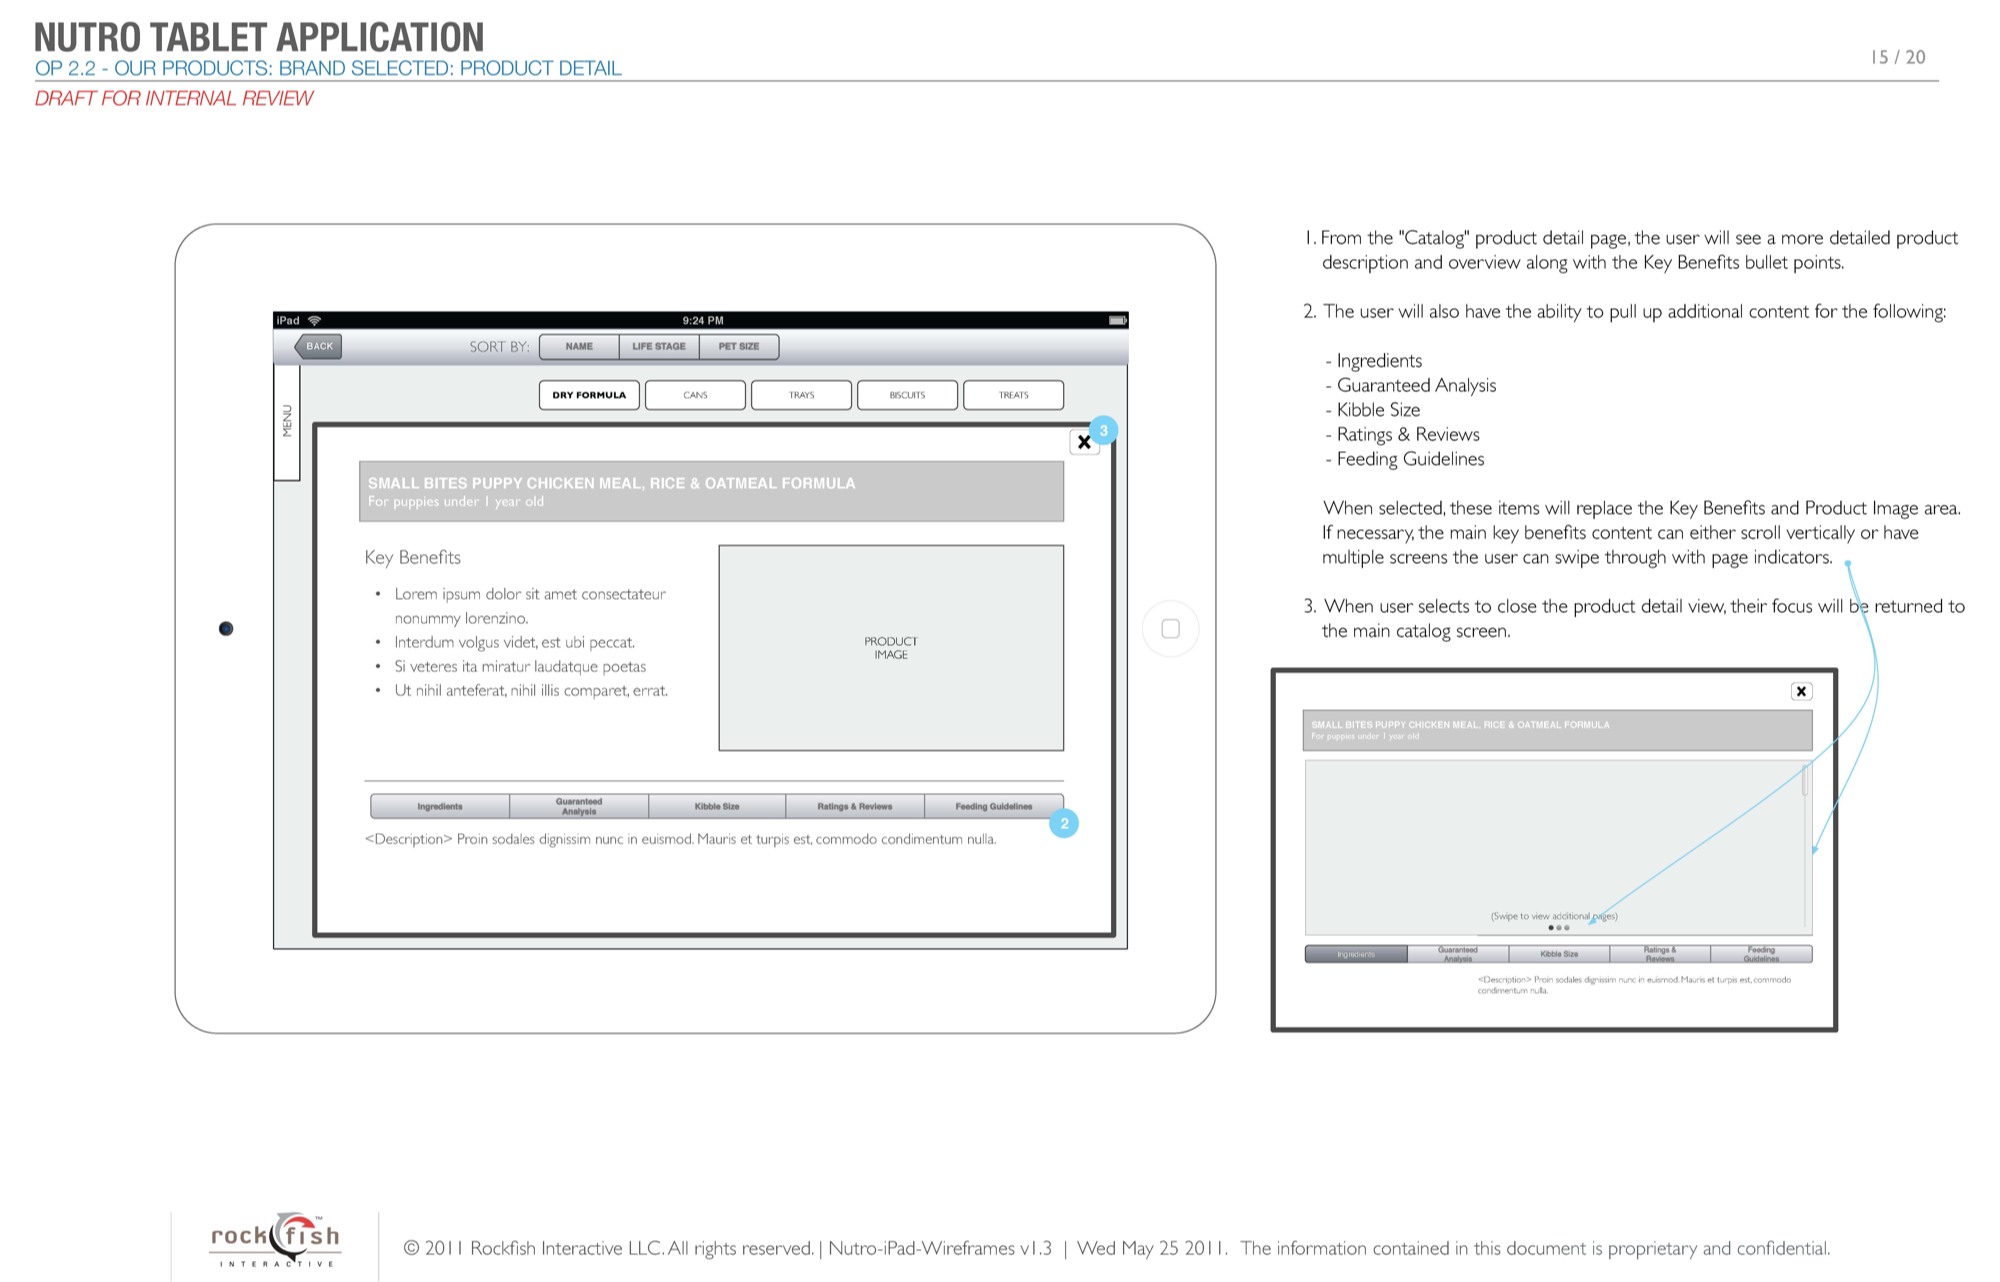 NUTRO TABLET APPLICATION
OP 2.2 - OUR PRODUCTS: BRAND SELECTED: PRODUCT DETAIL
15 / 20
DRAFT FOR INTERNAL REVIEW
iPad
9:24 PM
BACK
SORT BY:
NAME
LIFE STAGE
PET SIZE
MENU
DRY FORMULA
CANS
TRAYS
BISCUITS
TREATS
3
SMALL BITES PUPPY CHICKEN MEAL, RICE & OATMEAL FORMULA
For puppies under 1 year old
Key Benefits
• Lorem ipsum dolor sit amet consectateur
nonummy lorenzino.
• Interdum volgus videt, est ubi peccat.
• Si veteres ita miratur laudatque poetas
• Ut nihil anteferat, nihil illis comparet, errat.
PRODUCT
IMAGE
Ingredients
Guaranteed
Analysis
Kibble Size
Ratings & Reviews
Feeding Guidelines
2
<Description> Proin sodales dignissim nunc in euismod. Mauris et turpis est, commodo condimentum nulla.
1. From the "Catalog" product detail page, the user will see a more detailed product
description and overview along with the Key Benefits bullet points.
2. The user will also have the ability to pull up additional content for the following:
- Ingredients
- Guaranteed Analysis
- Kibble Size
- Ratings & Reviews
- Feeding Guidelines
When selected, these items will replace the Key Benefits and Product Image area.
If necessary, the main key benefits content can either scroll vertically or have
multiple screens the user can swipe through with page indicators.
3. When user selects to close the product detail view, their focus will be returned to
the main catalog screen.
SMALL BITES PUPPY CHICKEN MEAL, RICE & OATMEAL FORMULA
For puppies under 1 year old
(Swipe to view additional pages)
Ingredients
Guaranteed
Analysis
Kibble Size
Ratings &
Reviews
Feeding
Guidelines
<Description> Proin sodales dignissim nunc in euismod. Mauris et turpis est, commodo
condimentum nulla.
rockfish™
INTERACTIVE
© 2011 Rockfish Interactive LLC. All rights reserved. | Nutro-iPad-Wireframes v1.3 | Wed May 25 2011. The information contained in this document is proprietary and confidential.